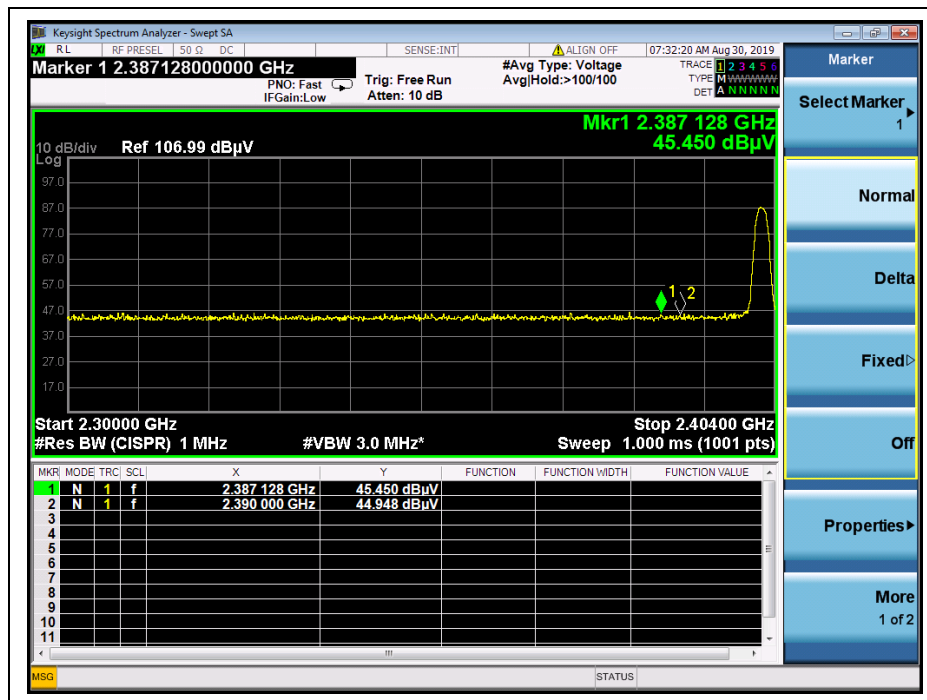 Keysight Spectrum Analyzer - Swept SA
LXI RL RF PRESEL 50 Ω DC SENSE:INT ALIGN OFF 07:32:20 AM Aug 30, 2019
Marker 1 2.387128000000 GHz #Avg Type: Voltage TRACE 1 2 3 4 5 6
PNO: Fast Trig: Free Run Avg|Hold:>100/100 TYPE M WWWWW
IFGain:Low Atten: 10 dB DET A N N N N N
Mkr1 2.387 128 GHz
10 dB/div Ref 106.99 dBµV 45.450 dBµV
Log
97.0
87.0
77.0
67.0
57.0
1 2
47.0
37.0
27.0
17.0
Start 2.30000 GHz Stop 2.40400 GHz
#Res BW (CISPR) 1 MHz #VBW 3.0 MHz* Sweep 1.000 ms (1001 pts)
MKR MODE TRC SCL X Y FUNCTION FUNCTION WIDTH FUNCTION VALUE
1 N 1 f 2.387 128 GHz 45.450 dBµV
2 N 1 f 2.390 000 GHz 44.948 dBµV
3
4
5
6
7
8
9
10
11
MSG STATUS
Marker
Select Marker
1
Normal
Delta
Fixed
Off
Properties
More
1 of 2